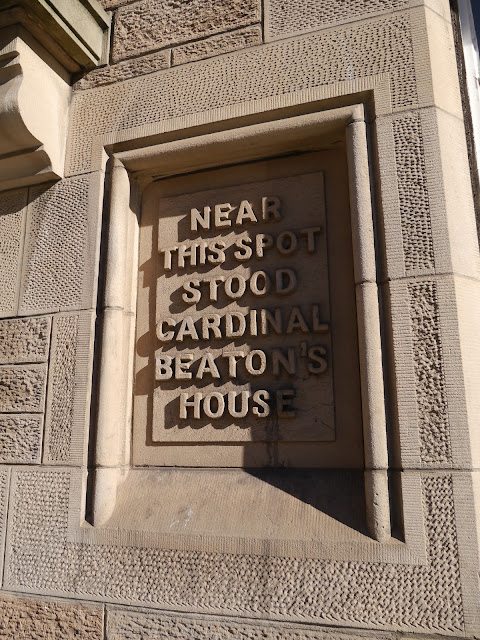 NEAR
THIS SPOT
STOOD
CARDINAL
BEATON'S
HOUSE